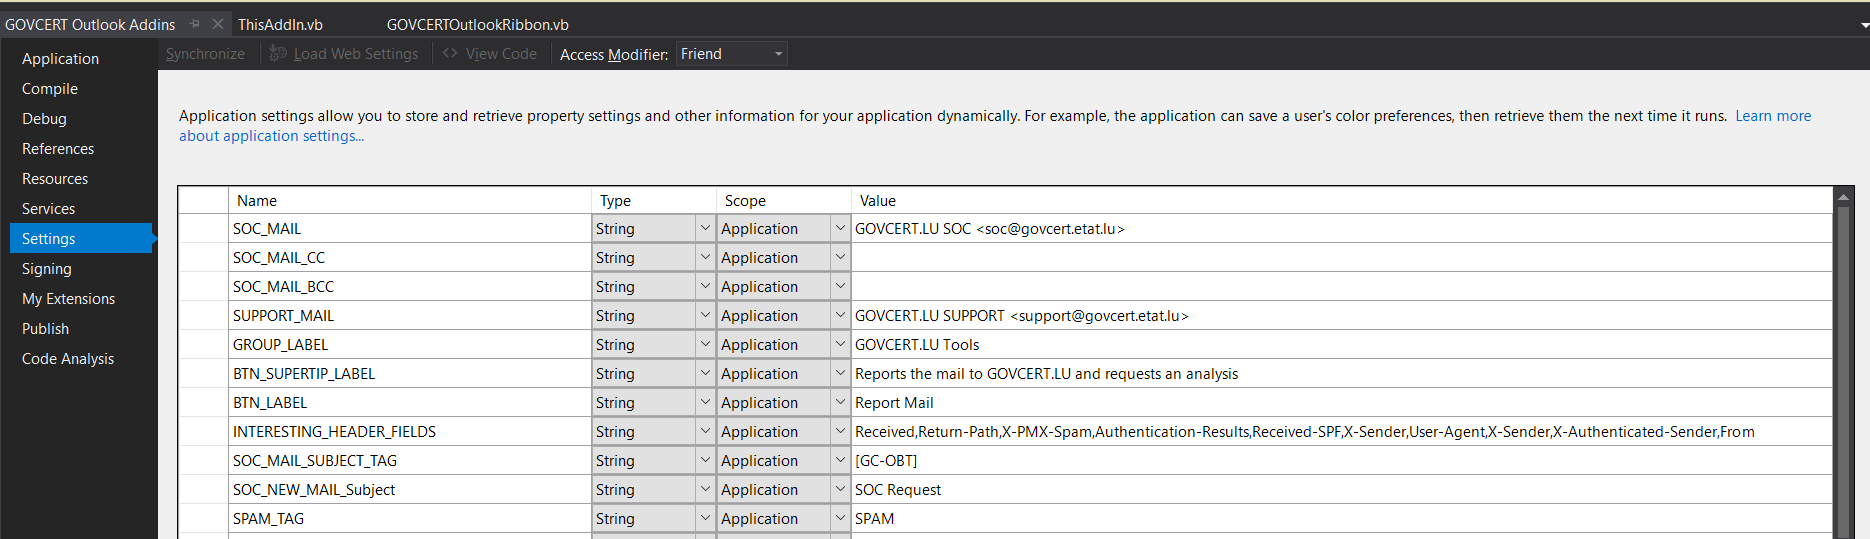 GOVCERT Outlook Addins ThisAddIn.vb GOVCERTOutlookRibbon.vb
Application
Compile
Debug
References
Resources
Services
Settings
Signing
My Extensions
Publish
Code Analysis
Synchronize Load Web Settings View Code Access Modifier: Friend
Application settings allow you to store and retrieve property settings and other information for your application dynamically. For example, the application can save a user's color preferences, then retrieve them the next time it runs. Learn more
about application settings...
Name Type Scope Value
SOC_MAIL String Application GOVCERT.LU SOC <soc@govcert.etat.lu>
SOC_MAIL_CC String Application
SOC_MAIL_BCC String Application
SUPPORT_MAIL String Application GOVCERT.LU SUPPORT <support@govcert.etat.lu>
GROUP_LABEL String Application GOVCERT.LU Tools
BTN_SUPERTIP_LABEL String Application Reports the mail to GOVCERT.LU and requests an analysis
BTN_LABEL String Application Report Mail
INTERESTING_HEADER_FIELDS String Application Received,Return-Path,X-PMX-Spam,Authentication-Results,Received-SPF,X-Sender,User-Agent,X-Sender,X-Authenticated-Sender,From
SOC_MAIL_SUBJECT_TAG String Application [GC-OBT]
SOC_NEW_MAIL_Subject String Application SOC Request
SPAM_TAG String Application SPAM